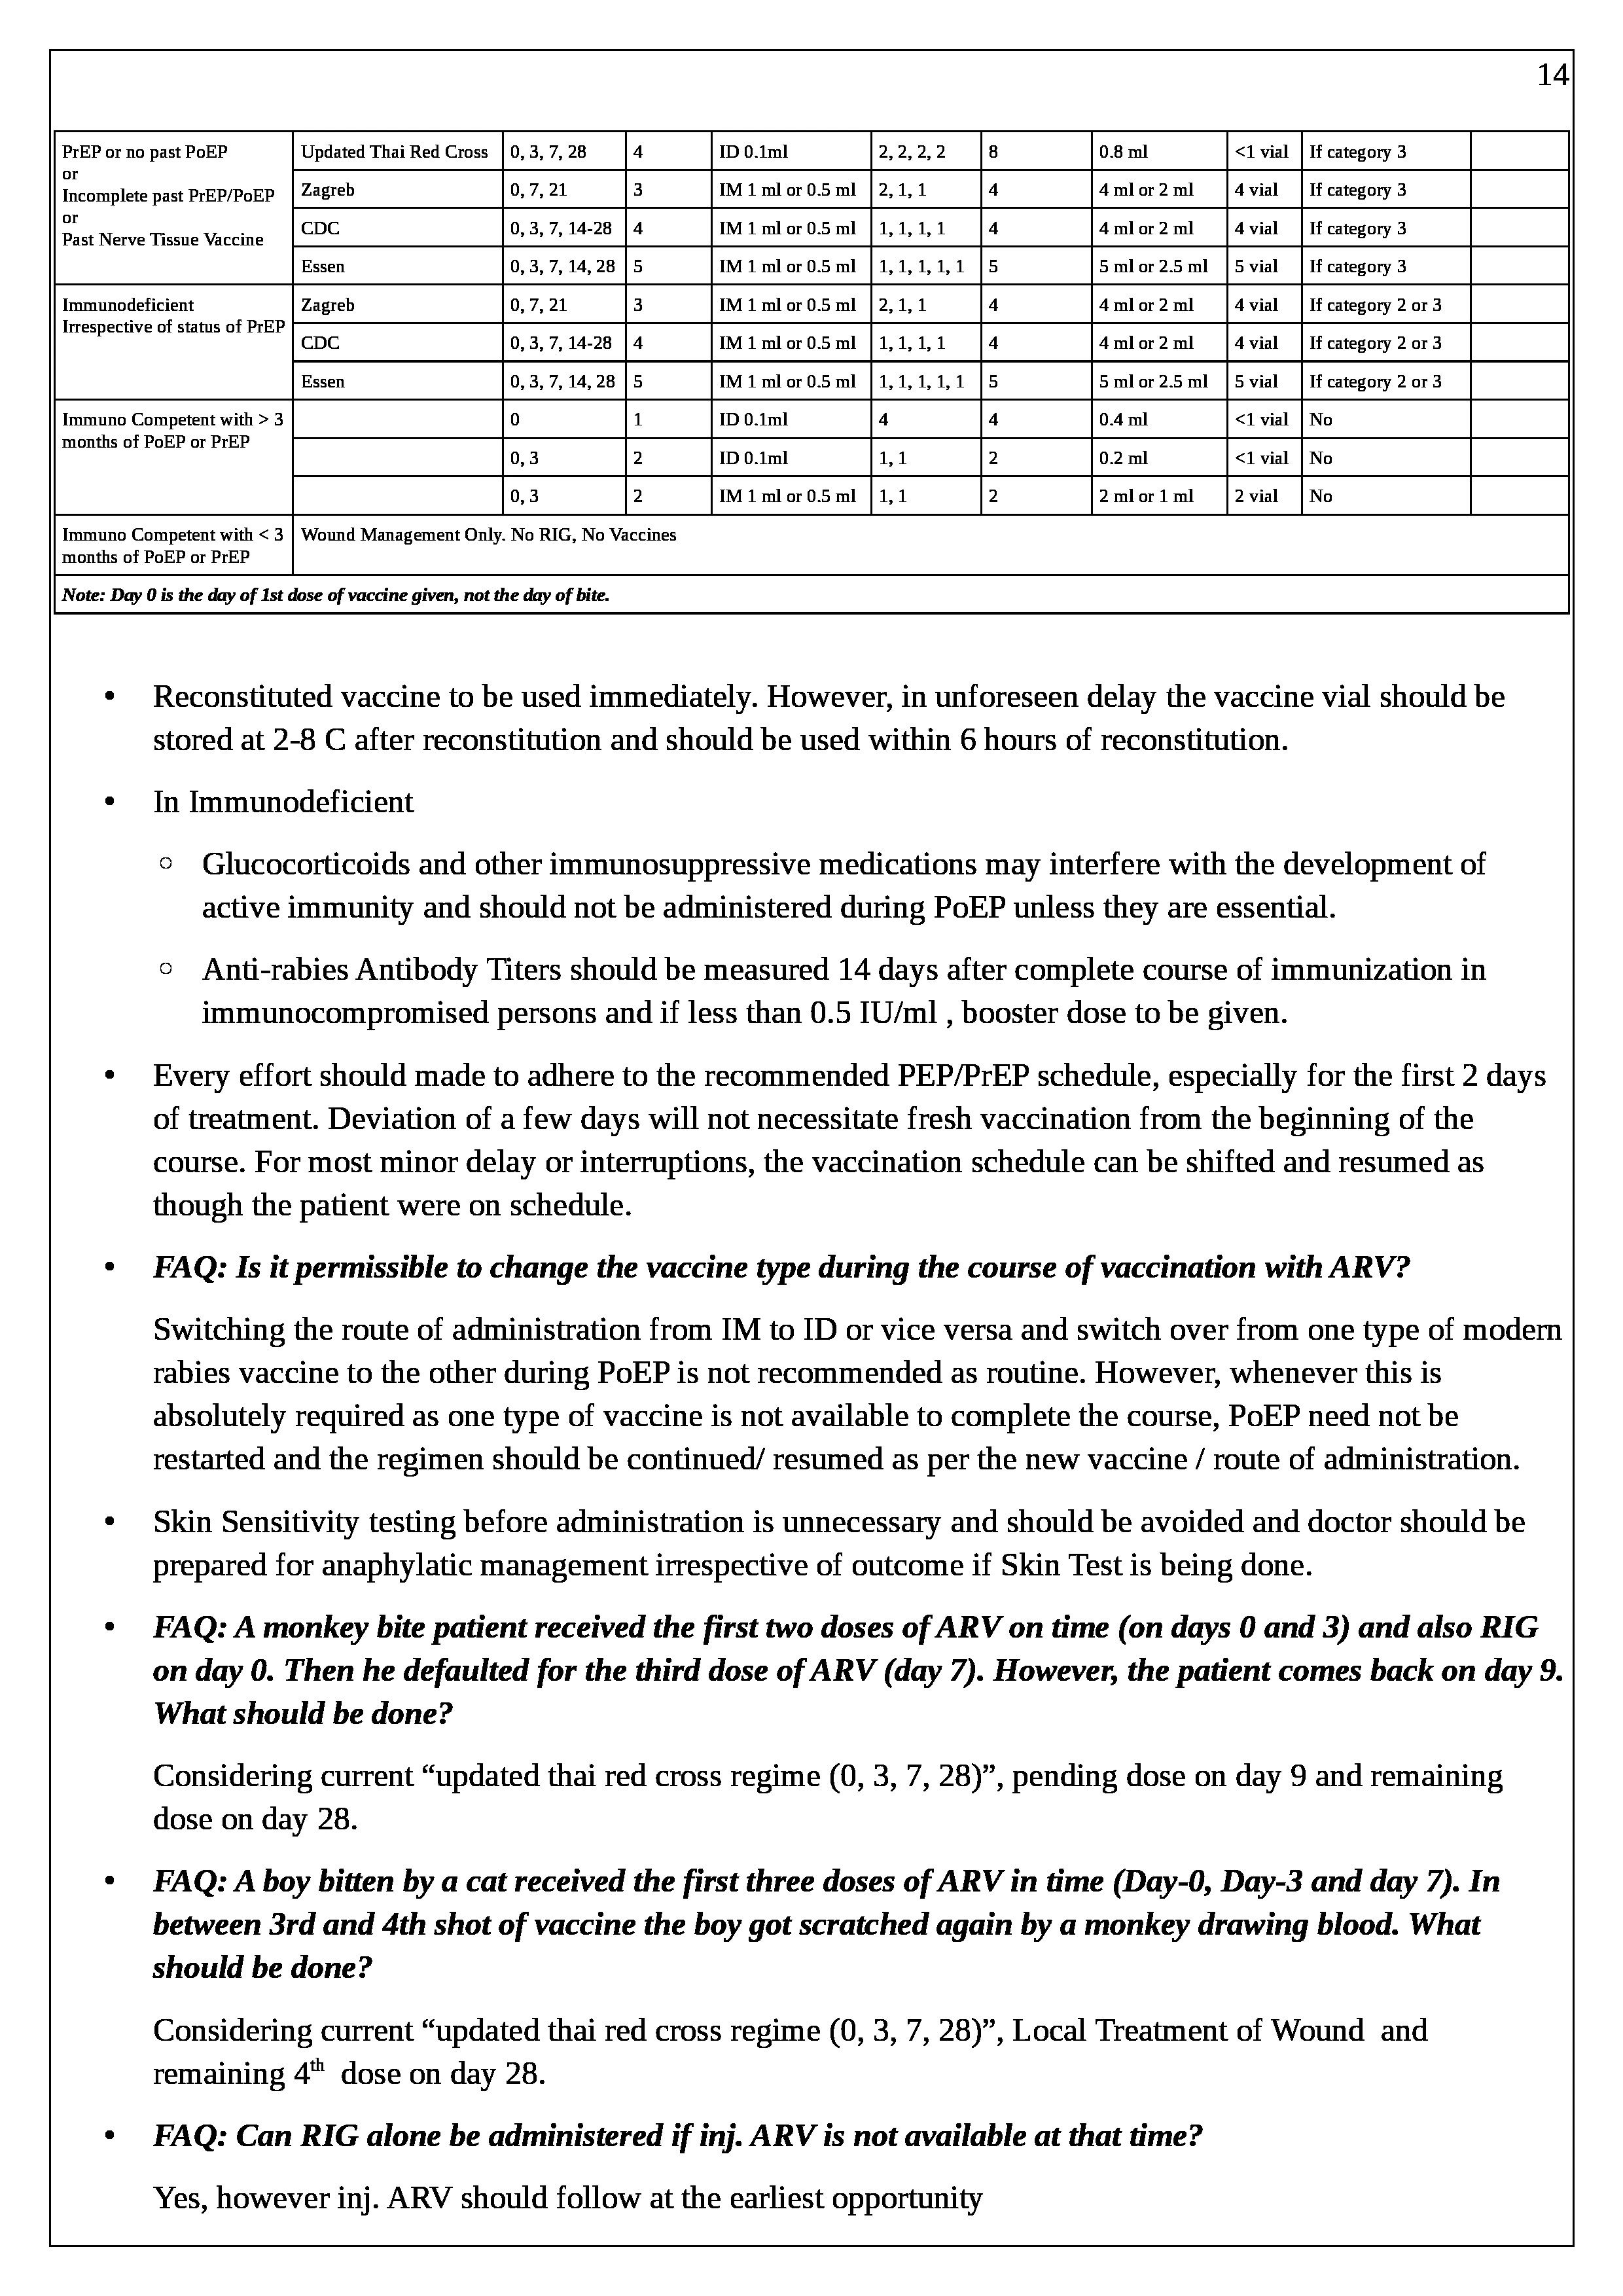 14
PrEP or no past PoEP
or
Incomplete past PrEP/PoEP
or
Past Nerve Tissue Vaccine
Updated Thai Red Cross 0, 3, 7, 28 4 ID 0.1ml 2, 2, 2, 2 8 0.8 ml <1 vial If category 3
Zagreb 0, 7, 21 3 IM 1 ml or 0.5 ml 2, 1, 1 4 4 ml or 2 ml 4 vial If category 3
CDC 0, 3, 7, 14-28 4 IM 1 ml or 0.5 ml 1, 1, 1, 1 4 4 ml or 2 ml 4 vial If category 3
Essen 0, 3, 7, 14, 28 5 IM 1 ml or 0.5 ml 1, 1, 1, 1, 1 5 5 ml or 2.5 ml 5 vial If category 3
Immunodeficient
Irrespective of status of PrEP
Zagreb 0, 7, 21 3 IM 1 ml or 0.5 ml 2, 1, 1 4 4 ml or 2 ml 4 vial If category 2 or 3
CDC 0, 3, 7, 14-28 4 IM 1 ml or 0.5 ml 1, 1, 1, 1 4 4 ml or 2 ml 4 vial If category 2 or 3
Essen 0, 3, 7, 14, 28 5 IM 1 ml or 0.5 ml 1, 1, 1, 1, 1 5 5 ml or 2.5 ml 5 vial If category 2 or 3
Immuno Competent with > 3
months of PoEP or PrEP
0 1 ID 0.1ml 4 4 0.4 ml <1 vial No
0, 3 2 ID 0.1ml 1, 1 2 0.2 ml <1 vial No
0, 3 2 IM 1 ml or 0.5 ml 1, 1 2 2 ml or 1 ml 2 vial No
Immuno Competent with < 3
months of PoEP or PrEP
Wound Management Only. No RIG, No Vaccines
Note: Day 0 is the day of 1st dose of vaccine given, not the day of bite.
• Reconstituted vaccine to be used immediately. However, in unforeseen delay the vaccine vial should be
stored at 2-8 C after reconstitution and should be used within 6 hours of reconstitution.
• In Immunodeficient
◦ Glucocorticoids and other immunosuppressive medications may interfere with the development of
active immunity and should not be administered during PoEP unless they are essential.
◦ Anti-rabies Antibody Titers should be measured 14 days after complete course of immunization in
immunocompromised persons and if less than 0.5 IU/ml , booster dose to be given.
• Every effort should made to adhere to the recommended PEP/PrEP schedule, especially for the first 2 days
of treatment. Deviation of a few days will not necessitate fresh vaccination from the beginning of the
course. For most minor delay or interruptions, the vaccination schedule can be shifted and resumed as
though the patient were on schedule.
• FAQ: Is it permissible to change the vaccine type during the course of vaccination with ARV?
Switching the route of administration from IM to ID or vice versa and switch over from one type of modern
rabies vaccine to the other during PoEP is not recommended as routine. However, whenever this is
absolutely required as one type of vaccine is not available to complete the course, PoEP need not be
restarted and the regimen should be continued/ resumed as per the new vaccine / route of administration.
• Skin Sensitivity testing before administration is unnecessary and should be avoided and doctor should be
prepared for anaphylatic management irrespective of outcome if Skin Test is being done.
• FAQ: A monkey bite patient received the first two doses of ARV on time (on days 0 and 3) and also RIG
on day 0. Then he defaulted for the third dose of ARV (day 7). However, the patient comes back on day 9.
What should be done?
Considering current “updated thai red cross regime (0, 3, 7, 28)”, pending dose on day 9 and remaining
dose on day 28.
• FAQ: A boy bitten by a cat received the first three doses of ARV in time (Day-0, Day-3 and day 7). In
between 3rd and 4th shot of vaccine the boy got scratched again by a monkey drawing blood. What
should be done?
Considering current “updated thai red cross regime (0, 3, 7, 28)”, Local Treatment of Wound and
remaining 4th dose on day 28.
• FAQ: Can RIG alone be administered if inj. ARV is not available at that time?
Yes, however inj. ARV should follow at the earliest opportunity